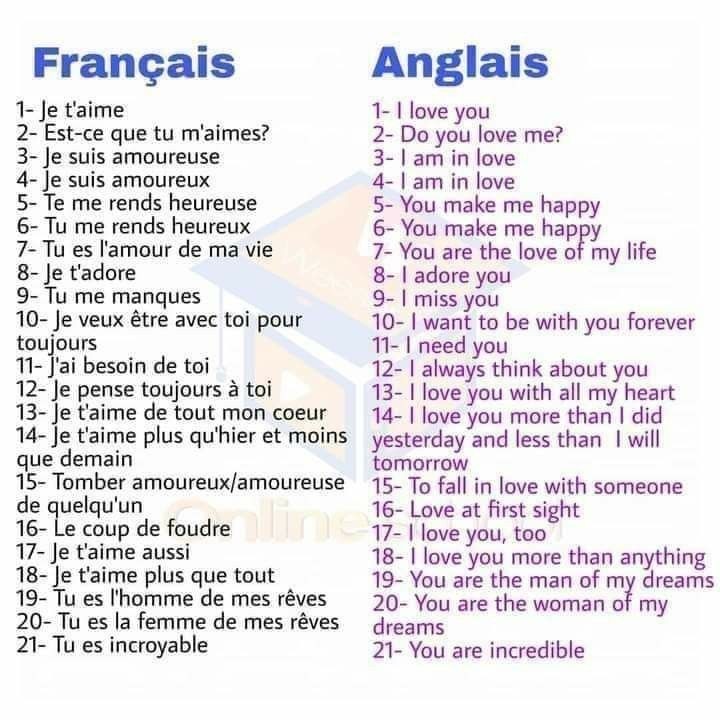 Français
1- Je t'aime
2- Est-ce que tu m'aimes?
3- Je suis amoureuse
4- Je suis amoureux
5- Te me rends heureuse
6- Tu me rends heureux
7- Tu es l'amour de ma vie
8- Je t'adore
9- Tu me manques
10- Je veux être avec toi pour
toujours
11- J'ai besoin de toi
12- Je pense toujours à toi
13- Je t'aime de tout mon coeur
14- Je t'aime plus qu'hier et moins
que demain
15- Tomber amoureux/amoureuse
de quelqu'un
16- Le coup de foudre
17- Je t'aime aussi
18- Je t'aime plus que tout
19- Tu es l'homme de mes rêves
20- Tu es la femme de mes rêves
21- Tu es incroyable
Anglais
1- I love you
2- Do you love me?
3- I am in love
4- I am in love
5- You make me happy
6- You make me happy
7- You are the love of my life
8- I adore you
9- I miss you
10- I want to be with you forever
11- I need you
12- I always think about you
13- I love you with all my heart
14- I love you more than I did
yesterday and less than I will
tomorrow
15- To fall in love with someone
16- Love at first sight
17- I love you, too
18- I love you more than anything
19- You are the man of my dreams
20- You are the woman of my
dreams
21- You are incredible